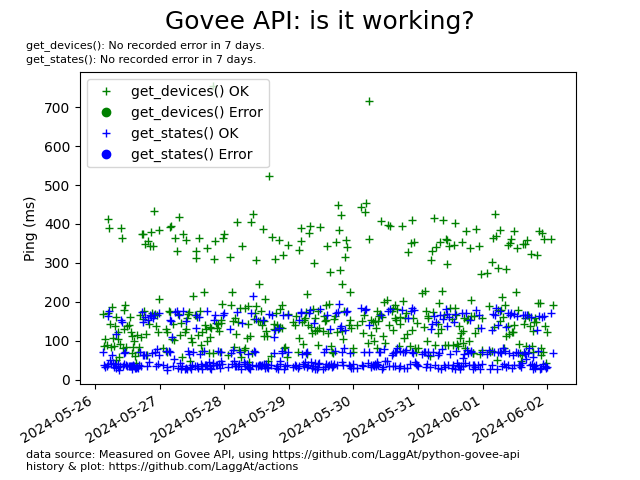 Govee API: is it working?
get_devices(): No recorded error in 7 days.
get_states(): No recorded error in 7 days.
get_devices() OK
get_devices() Error
get_states() OK
get_states() Error
Ping (ms)
700
600
500
400
300
200
100
0
2024-05-26
2024-05-27
2024-05-28
2024-05-29
2024-05-30
2024-05-31
2024-06-01
2024-06-02
data source: Measured on Govee API, using https://github.com/LaggAt/python-govee-api
history & plot: https://github.com/LaggAt/actions